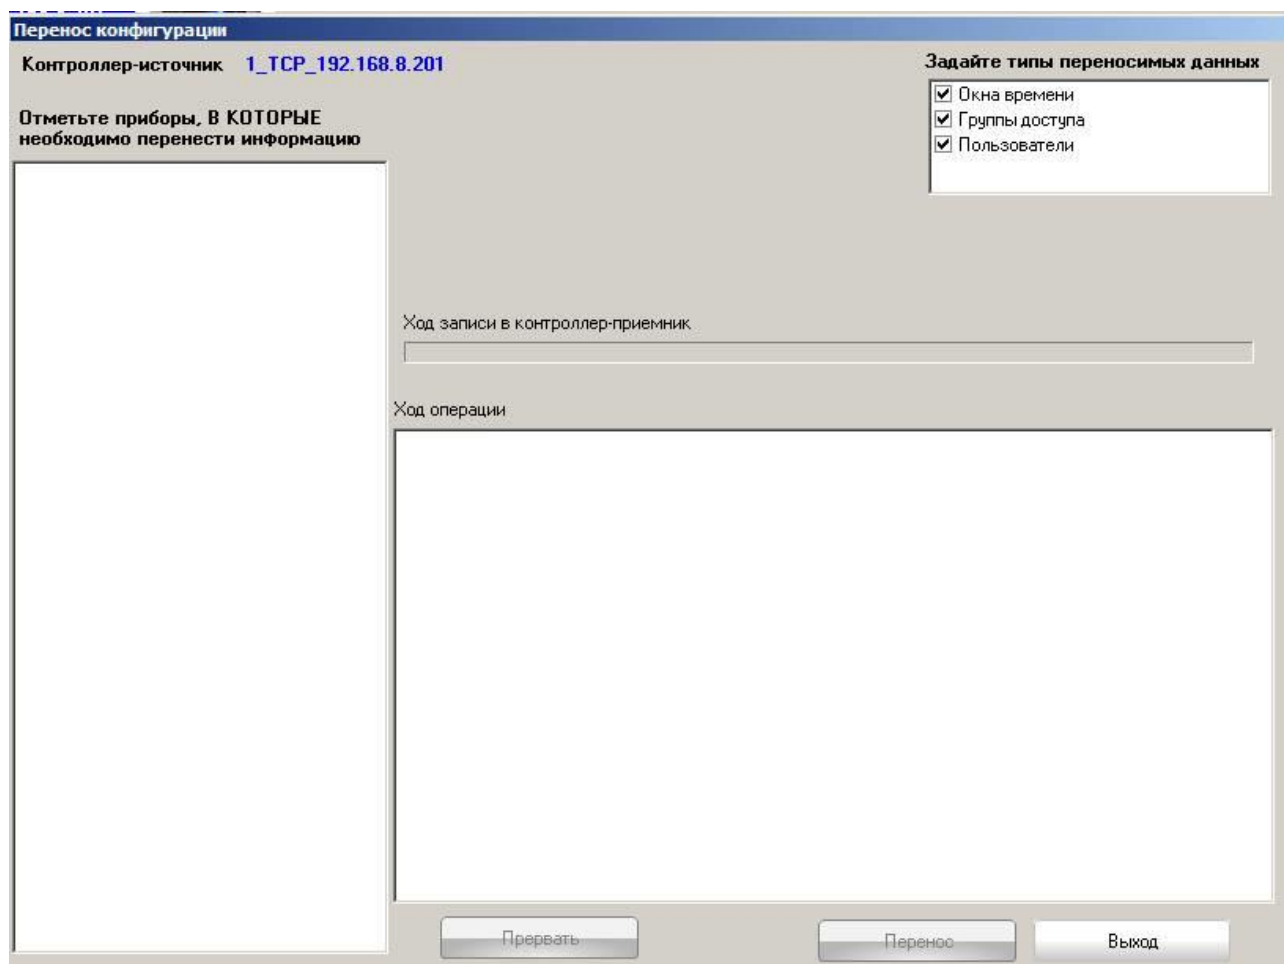 Перенос конфигурации
Контроллер-источник 1_TCP_192.168.8.201
Задайте типы переносимых данных
Окна времени
Группы доступа
Пользователи
Отметьте приборы, В КОТОРЫЕ
необходимо перенести информацию
Ход записи в контроллер-приемник
Ход операции
Прервать
Перенос
Выход